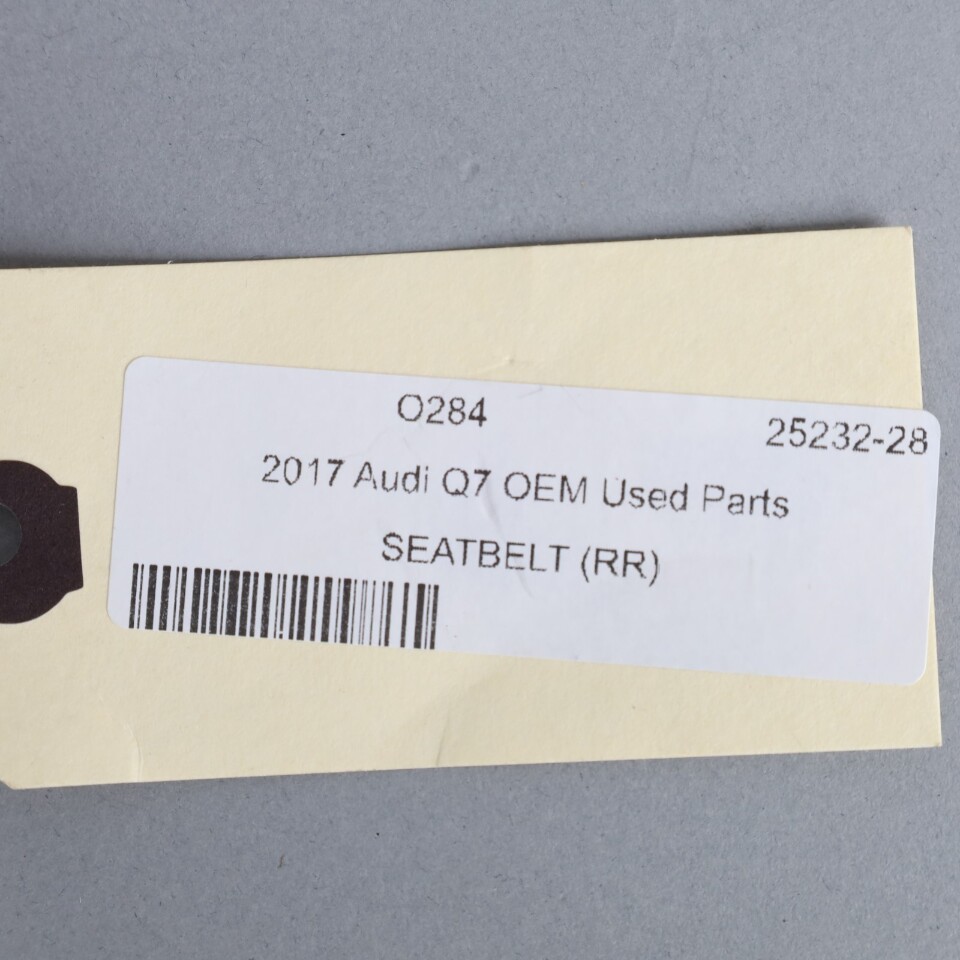 O284
25232-28
2017 Audi Q7 OEM Used Parts
SEATBELT (RR)